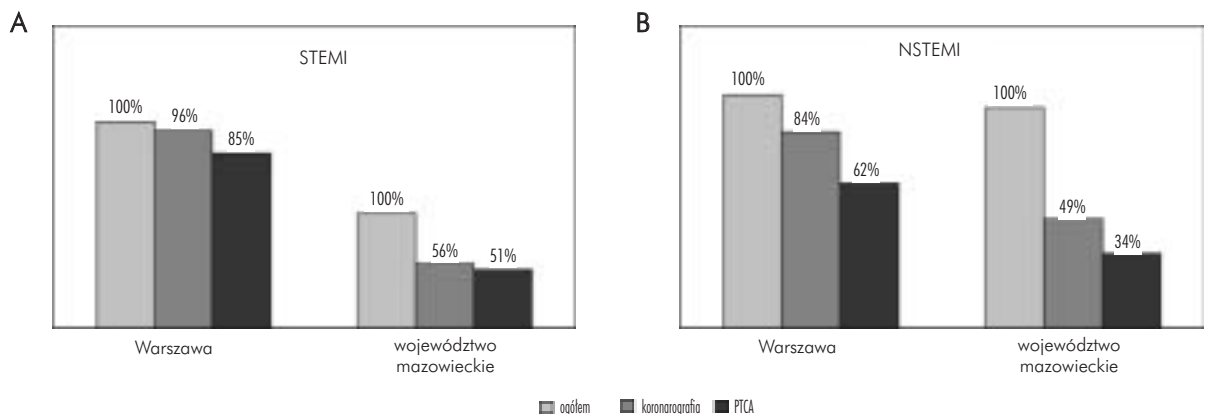 A
STEMI
100%
96%
85%
100%
56%
51%
Warszawa
województwo
mazowieckie
B
NSTEMI
100%
84%
62%
100%
49%
34%
Warszawa
województwo
mazowieckie
ogółem koronarografia PTCA